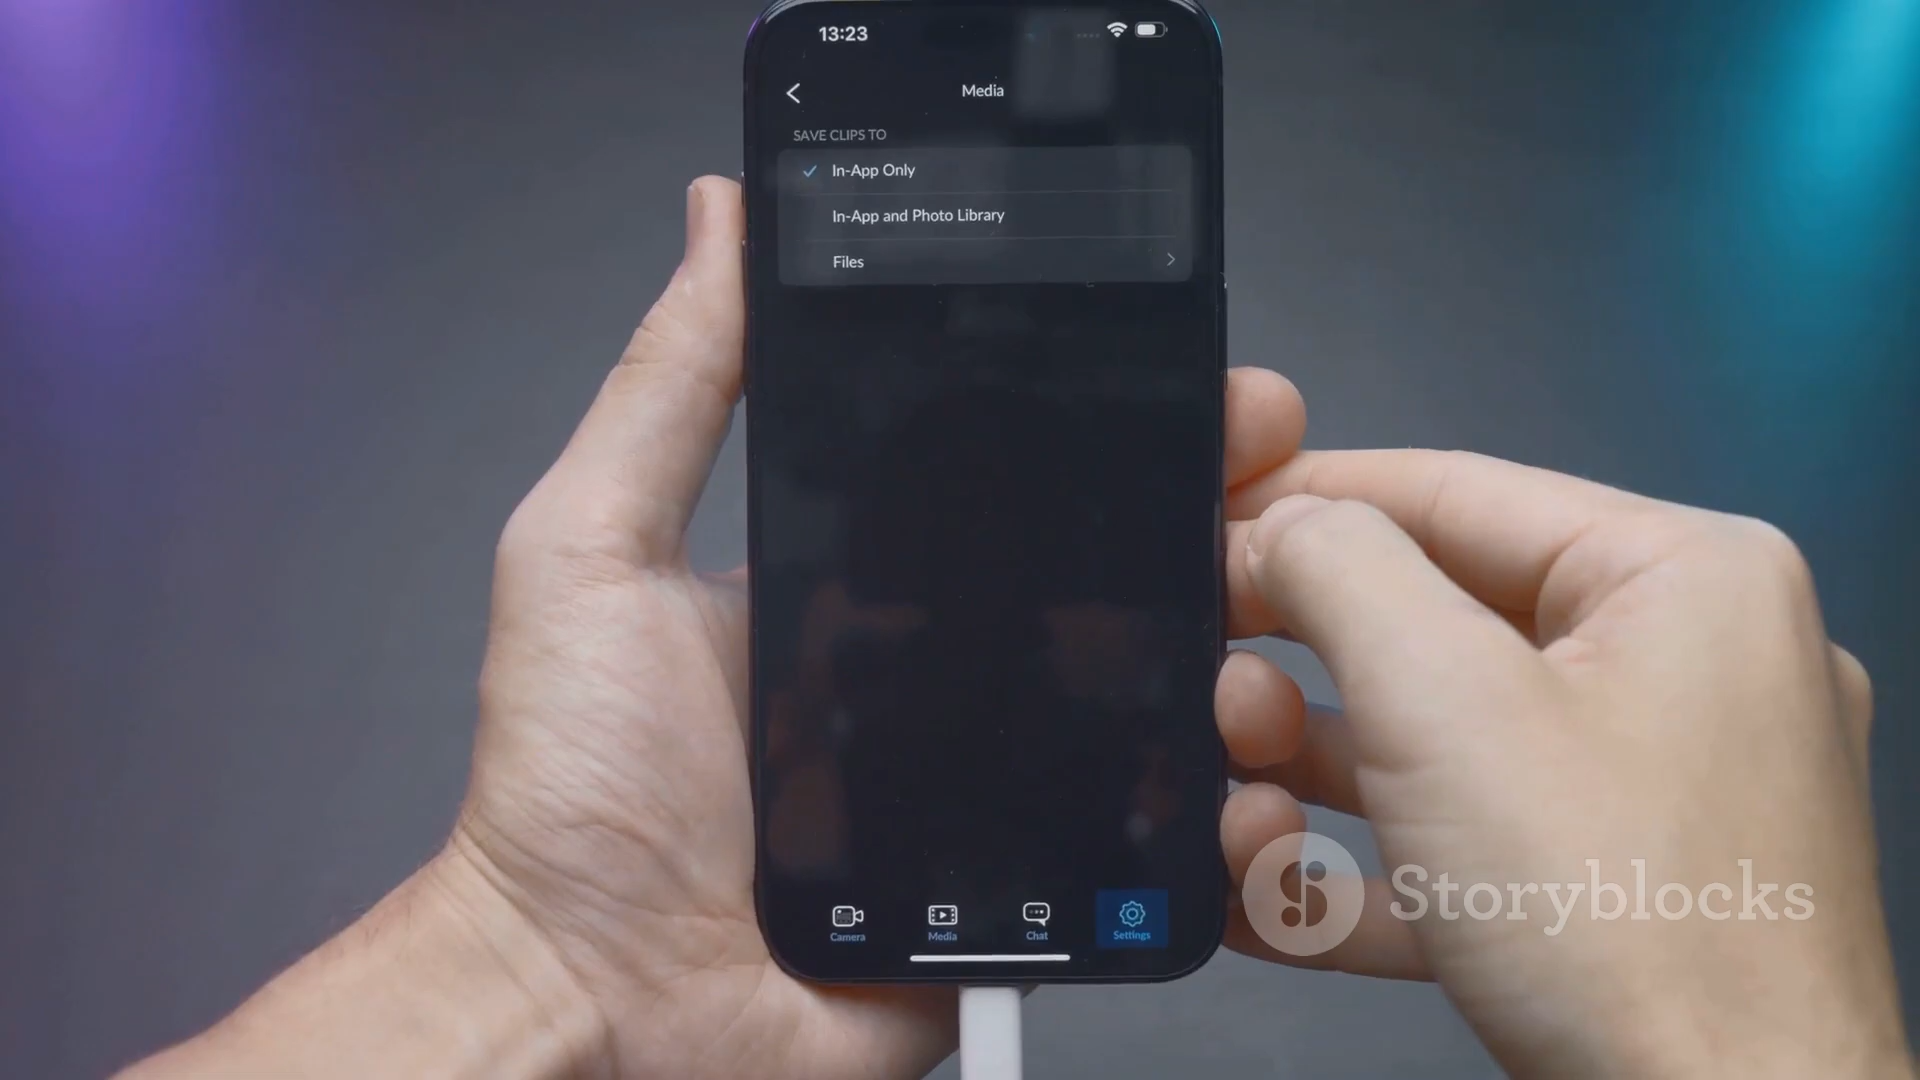 13:23
Media
SAVE CLIPS TO
In-App Only
In-App and Photo Library
Files
Camera
Media
Chat
Settings
Storyblocks